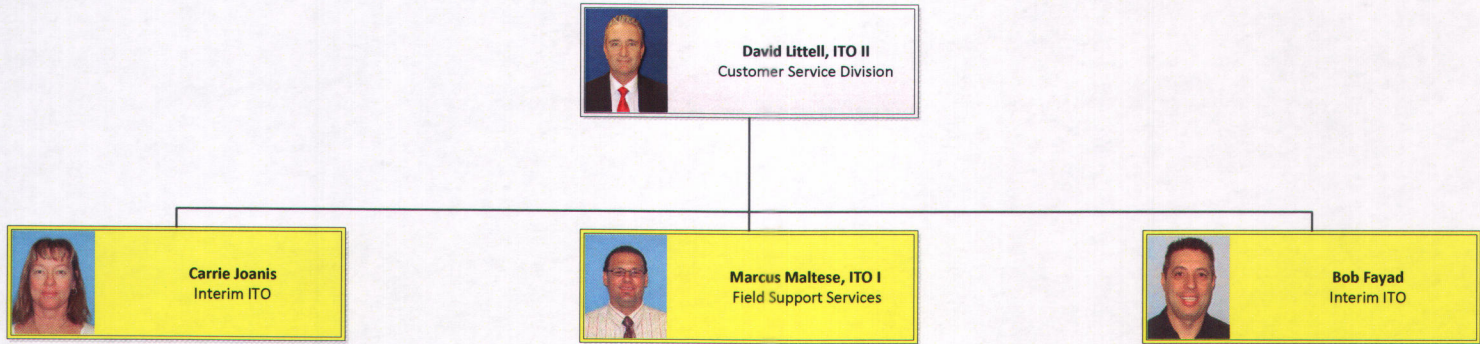 David Littell, ITO II
Customer Service Division
Carrie Joanis
Interim ITO
Marcus Maltese, ITO I
Field Support Services
Bob Fayad
Interim ITO